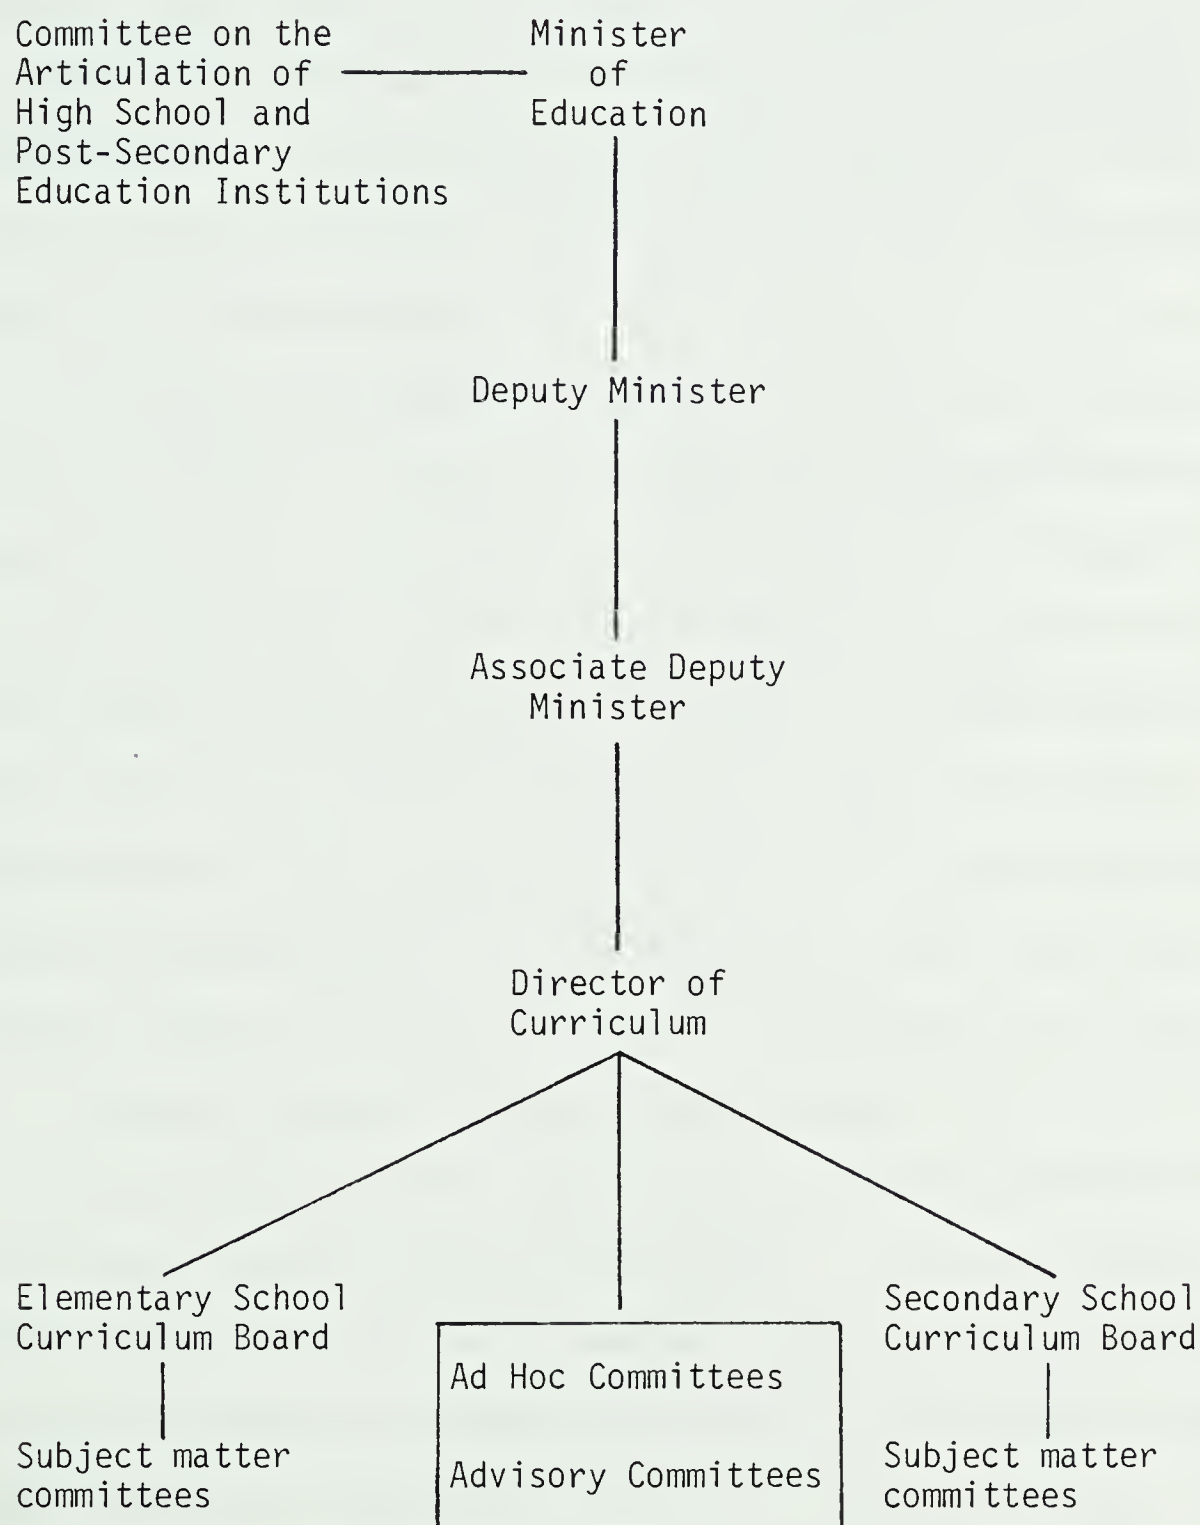 Committee on the
Articulation of
High School and
Post-Secondary
Education Institutions
Minister
of
Education
Deputy Minister
Associate Deputy
Minister
Director of
Curriculum
Elementary School
Curriculum Board
Subject matter
committees
Ad Hoc Committees
Advisory Committees
Secondary School
Curriculum Board
Subject matter
committees